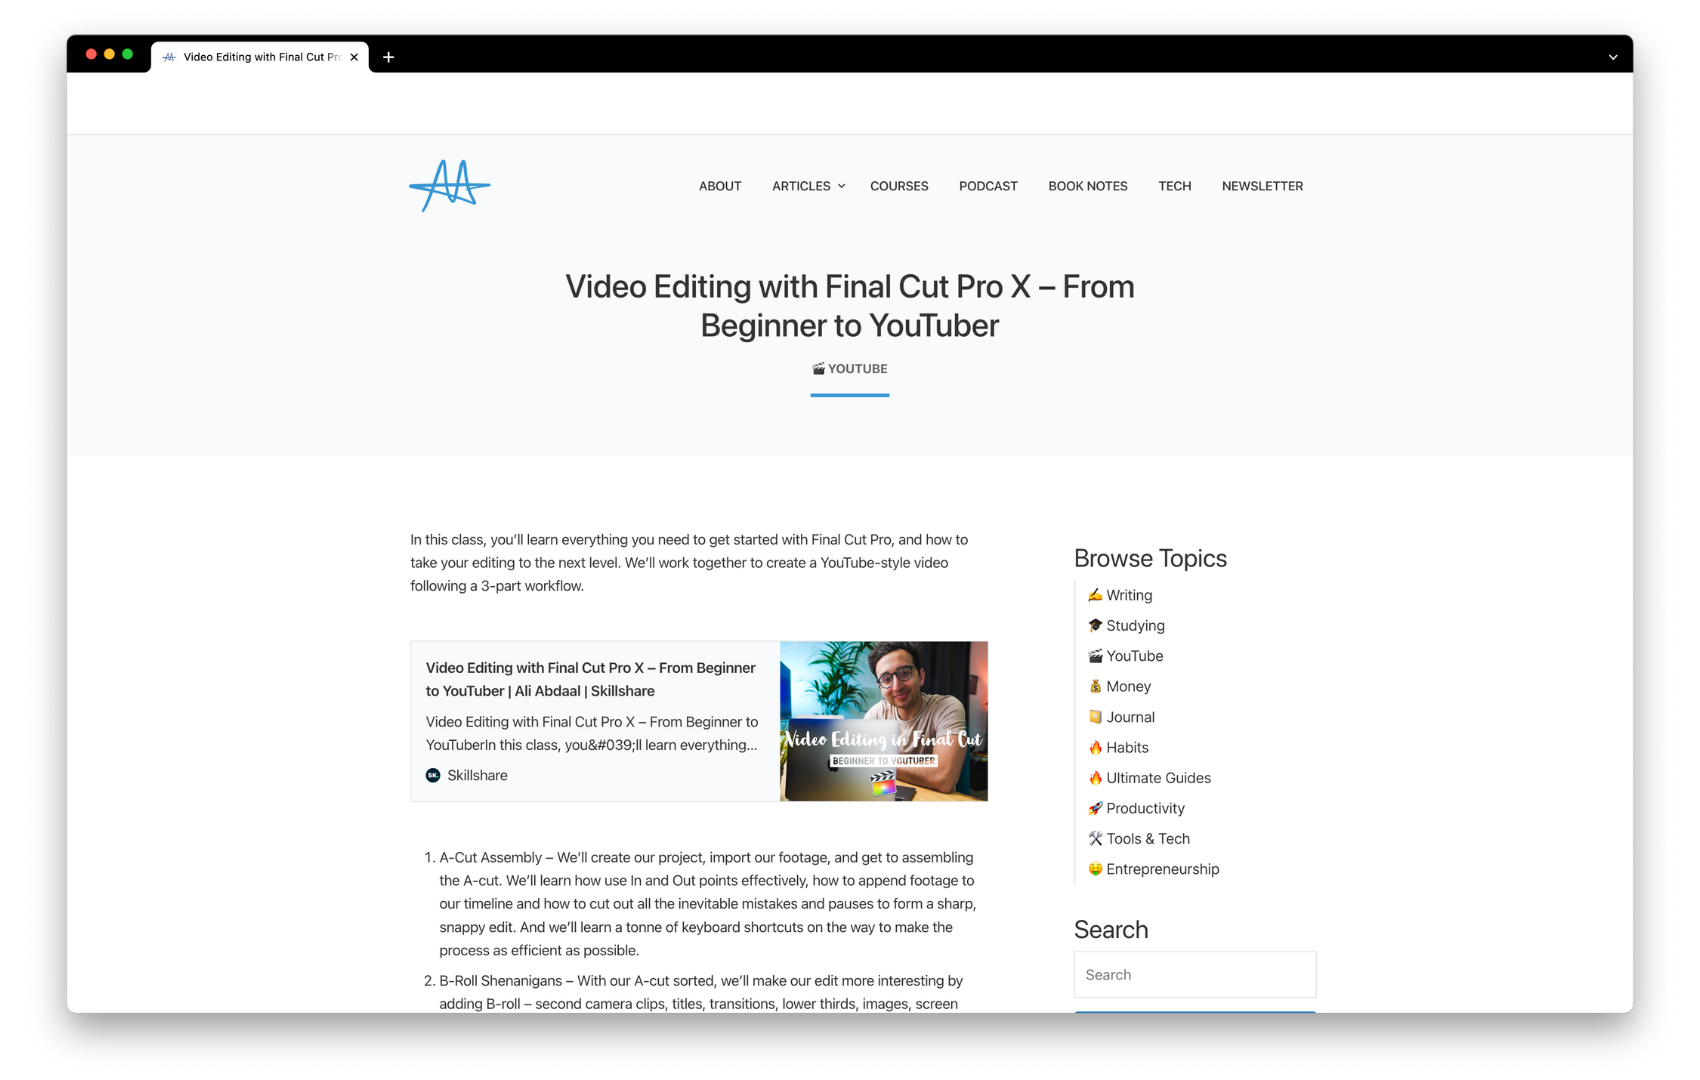 Video Editing with Final Cut Pro
ABOUT
ARTICLES
COURSES
PODCAST
BOOK NOTES
TECH
NEWSLETTER
Video Editing with Final Cut Pro X – From
Beginner to YouTuber
🎬 YOUTUBE
In this class, you’ll learn everything you need to get started with Final Cut Pro, and how to
take your editing to the next level. We’ll work together to create a YouTube-style video
following a 3-part workflow.
Video Editing with Final Cut Pro X – From Beginner
to YouTuber | Ali Abdaal | Skillshare
Video Editing with Final Cut Pro X – From Beginner to
YouTuberIn this class, you&#039;ll learn everything...
SK.
Skillshare
Video Editing in Final Cut
BEGINNER TO YOUTUBER
1. A-Cut Assembly – We’ll create our project, import our footage, and get to assembling
the A-cut. We’ll learn how use In and Out points effectively, how to append footage to
our timeline and how to cut out all the inevitable mistakes and pauses to form a sharp,
snappy edit. And we’ll learn a tonne of keyboard shortcuts on the way to make the
process as efficient as possible.
2. B-Roll Shenanigans – With our A-cut sorted, we’ll make our edit more interesting by
adding B-roll – second camera clips, titles, transitions, lower thirds, images, screen
Browse Topics
✍️ Writing
🎓 Studying
🎬 YouTube
💰 Money
📒 Journal
🔥 Habits
🔥 Ultimate Guides
🚀 Productivity
🛠 Tools & Tech
🤑 Entrepreneurship
Search
Search